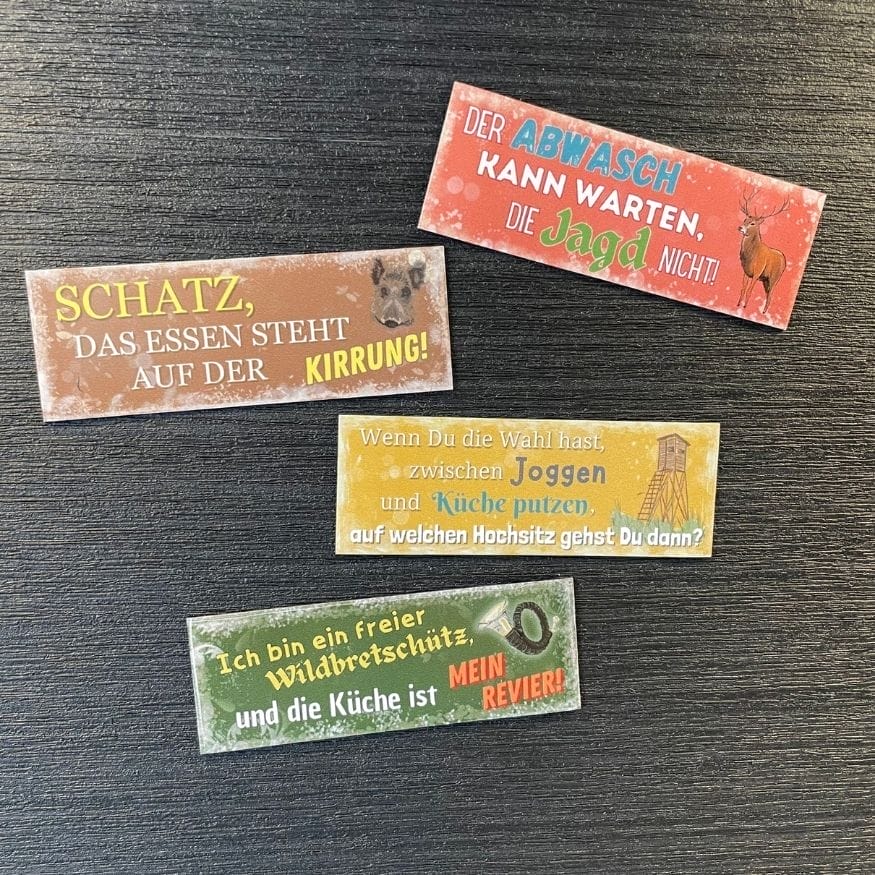 DER ABWASCH
KANN WARTEN,
DIE Jagd NICHT!
SCHATZ,
DAS ESSEN STEHT
AUF DER KIRRUNG!
Wenn Du die Wahl hast,
zwischen Joggen
und Küche putzen,
auf welchen Hochsitz gehst Du dann?
Ich bin ein freier
Wildbretschütz,
und die Küche ist MEIN
REVIER!